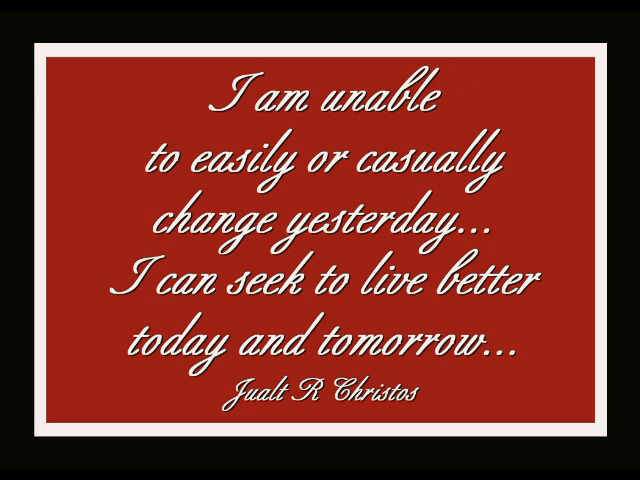 I am unable
to easily or casually
change yesterday...
I can seek to live better
today and tomorrow...
Jualt R Christos